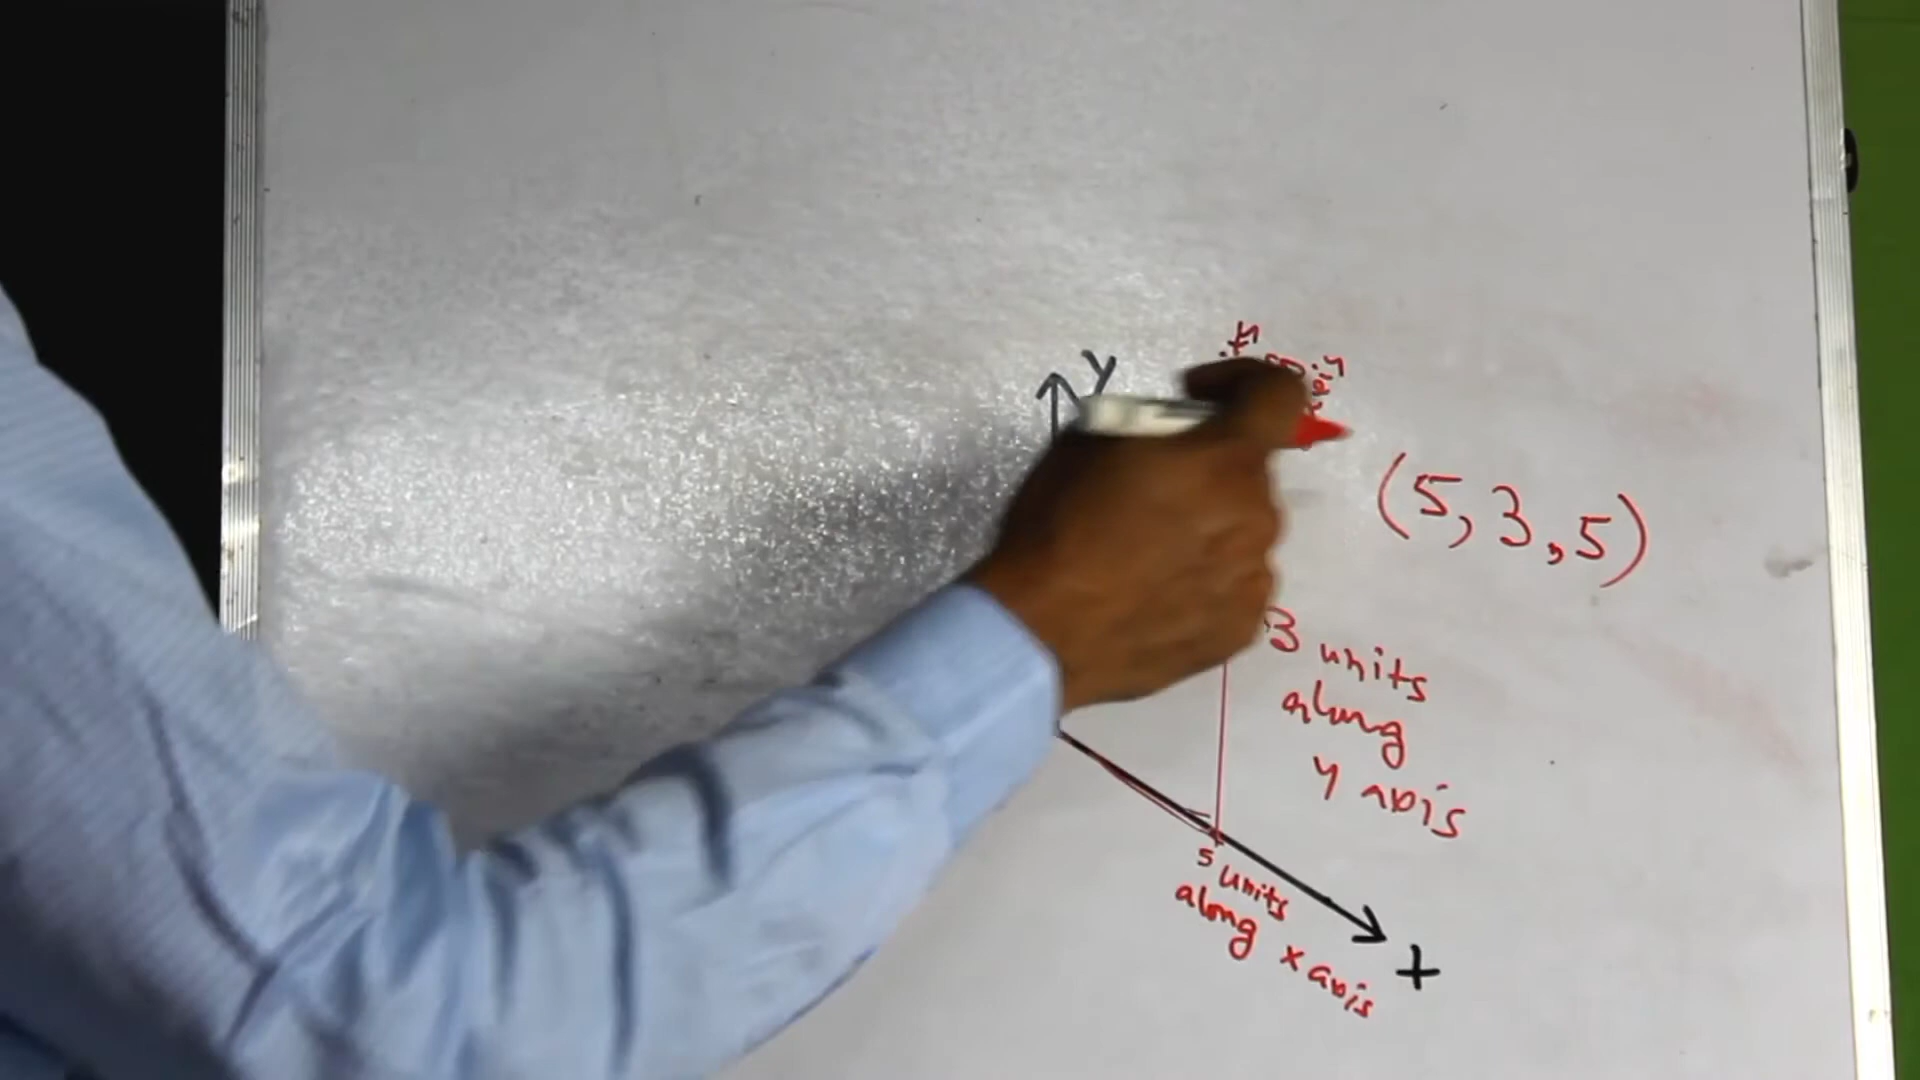 Y
(5,3,5)
3 units
along
y axis
5 units
along x axis
+